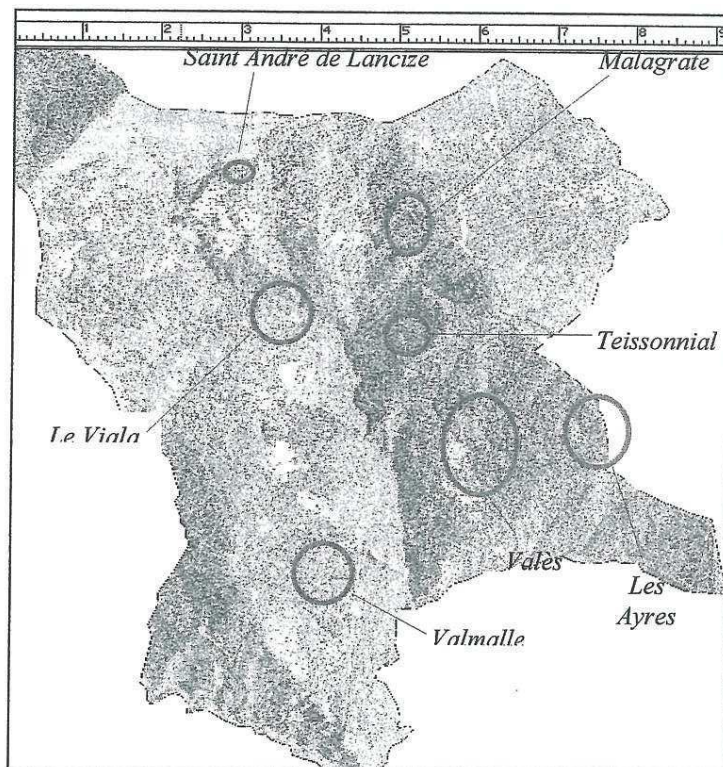 1 2 3 4 5 6 7 8 9
Saint André de Lancize
Malagrate
Teissonnial
Le Viala
Valès
Les
Ayres
Valmalle